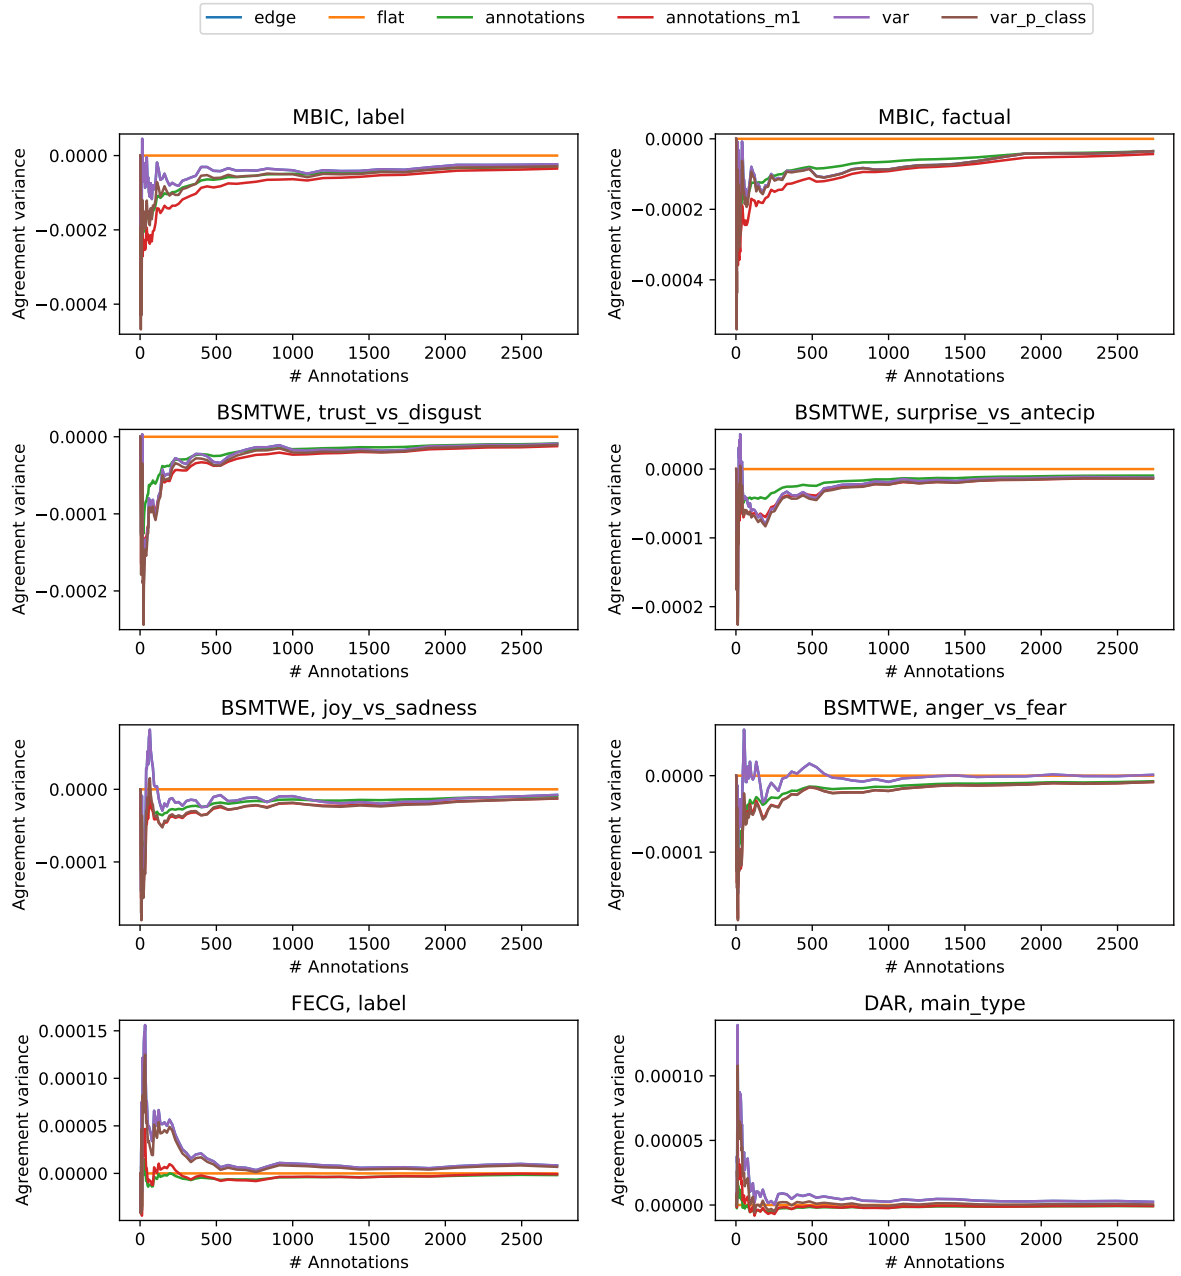 edge flat annotations annotations_m1 var var_p_class
MBIC, label
Agreement variance
0.0000
−0.0002
−0.0004
0 500 1000 1500 2000 2500
# Annotations
MBIC, factual
Agreement variance
0.0000
−0.0002
−0.0004
0 500 1000 1500 2000 2500
# Annotations
BSMTWE, trust_vs_disgust
Agreement variance
0.0000
−0.0001
−0.0002
0 500 1000 1500 2000 2500
# Annotations
BSMTWE, surprise_vs_antecip
Agreement variance
0.0000
−0.0001
−0.0002
0 500 1000 1500 2000 2500
# Annotations
BSMTWE, joy_vs_sadness
Agreement variance
0.0000
−0.0001
0 500 1000 1500 2000 2500
# Annotations
BSMTWE, anger_vs_fear
Agreement variance
0.0000
−0.0001
0 500 1000 1500 2000 2500
# Annotations
FECG, label
Agreement variance
0.00015
0.00010
0.00005
0.00000
0 500 1000 1500 2000 2500
# Annotations
DAR, main_type
Agreement variance
0.00010
0.00005
0.00000
0 500 1000 1500 2000 2500
# Annotations